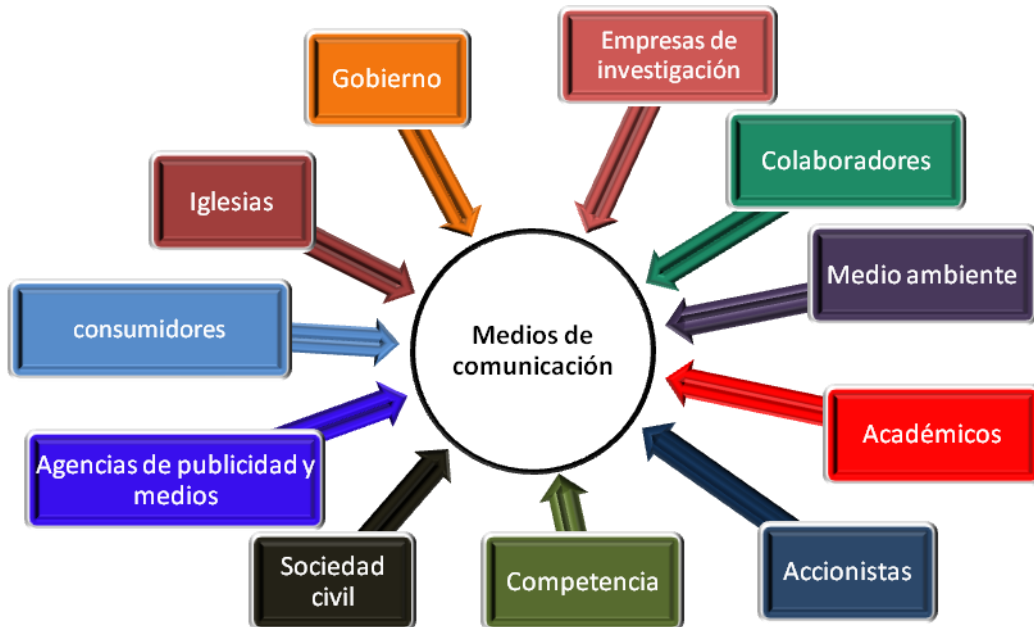 Gobierno
Empresas de
investigación
Colaboradores
Iglesias
Medio ambiente
consumidores
Medios de
comunicación
Académicos
Agencias de publicidad y
medios
Sociedad
civil
Competencia
Accionistas